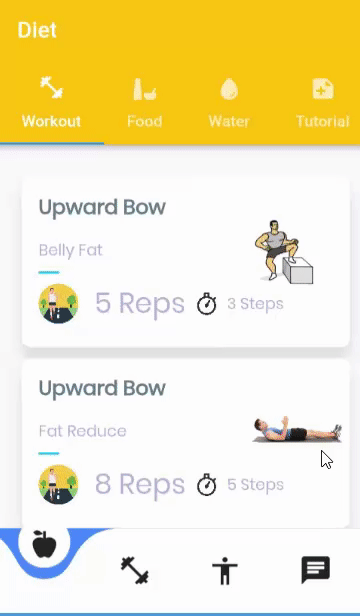 Diet
Workout Food Water Tutorial
Upward Bow
Belly Fat
5 Reps 3 Steps
Upward Bow
Fat Reduce
8 Reps 5 Steps